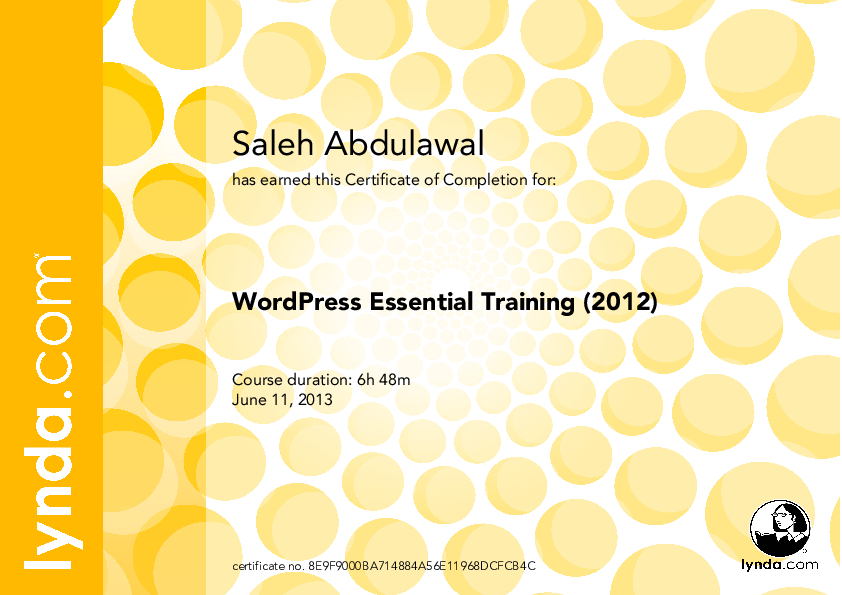 Saleh Abdulawal
has earned this Certificate of Completion for:
WordPress Essential Training (2012)
Course duration: 6h 48m
June 11, 2013
certificate no. 8E9F9000BA714884A56E11968DCFCB4C
lynda.com
lynda.com